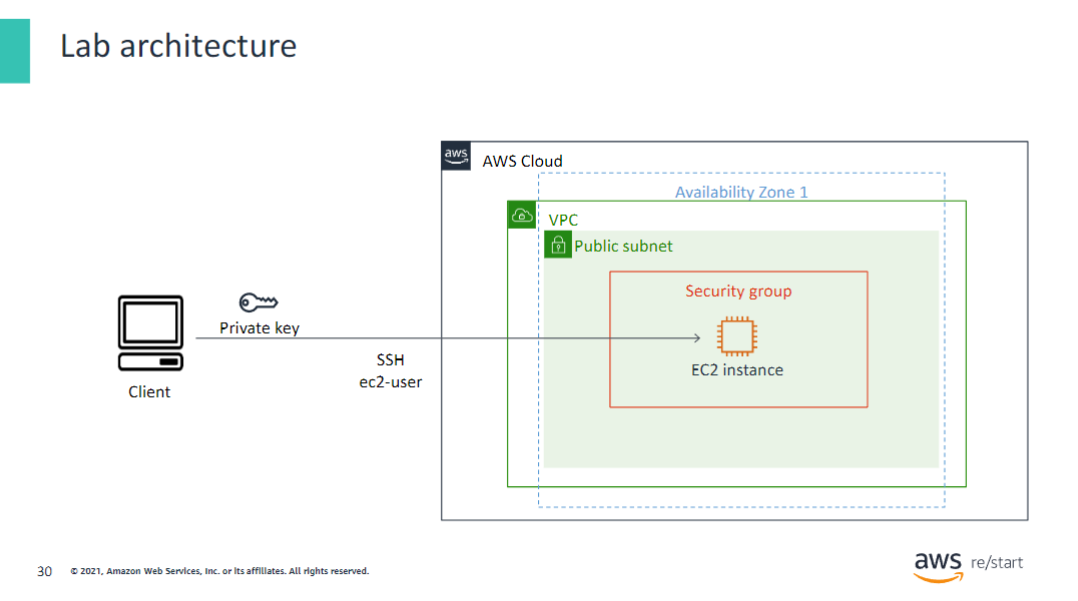 Lab architecture
aws
AWS Cloud
Availability Zone 1
VPC
Public subnet
Security group
Private key
EC2 instance
SSH
ec2-user
Client
30
© 2021, Amazon Web Services, Inc. or its affiliates. All rights reserved.
aws re/start